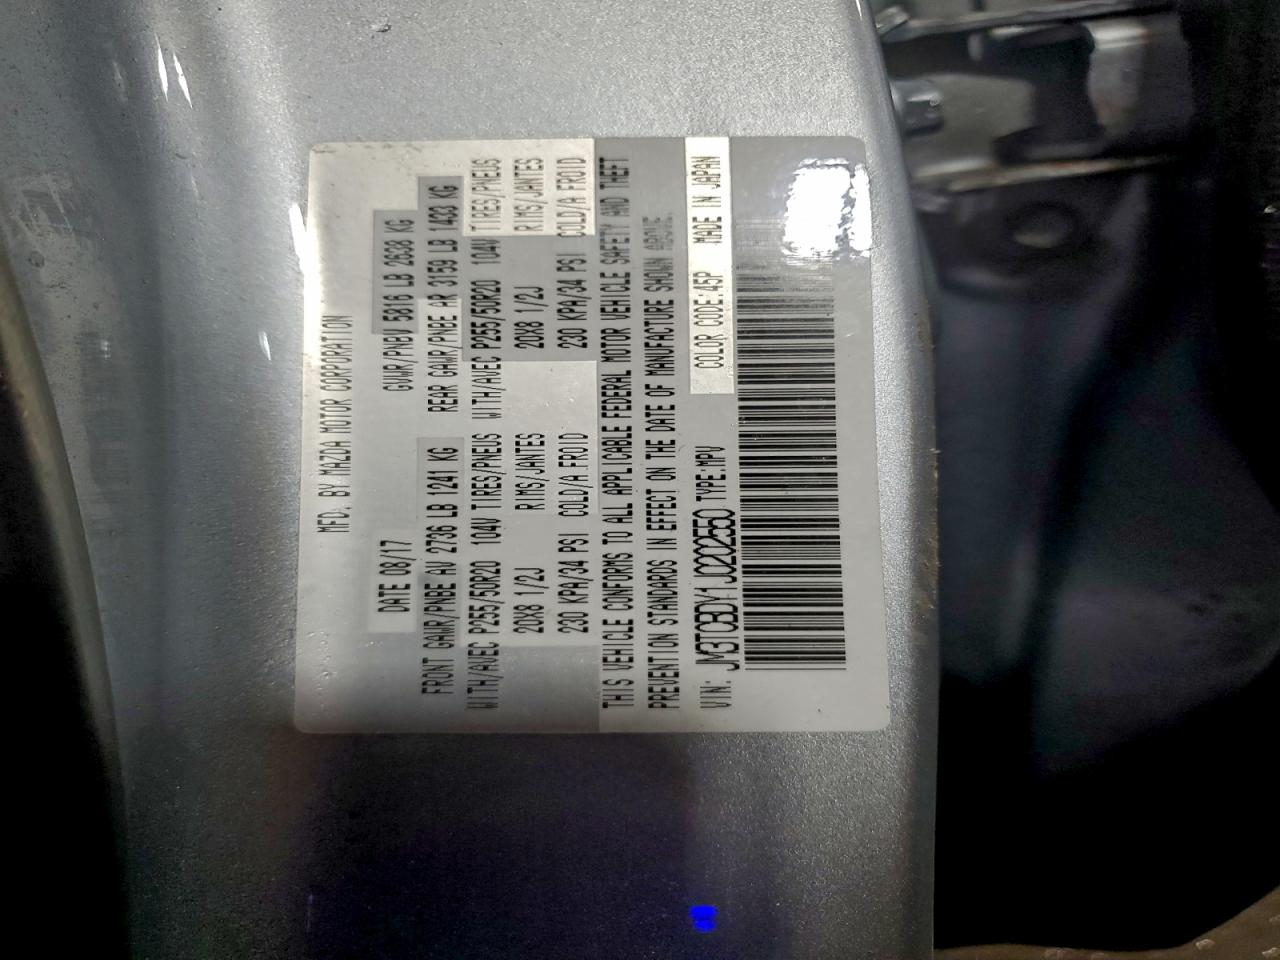 MFD. BY MAZDA MOTOR CORPORATION
DATE 08/17 GVWR/PNBV 5816 LB 2638 KG
FRONT GAWR/PNBE AV 2736 LB 1241 KG REAR GAWR/PNBE AR 3159 LB 1433 KG
WITH/AVEC P255/50R20 104V TIRES/PNEUS WITH/AVEC P255/50R20 104V TIRES/PNEUS
20X8 1/2J RIMS/JANTES 20X8 1/2J RIMS/JANTES
230 KPA/34 PSI COLD/A FROID 230 KPA/34 PSI COLD/A FROID
THIS VEHICLE CONFORMS TO ALL APPLICABLE FEDERAL MOTOR VEHICLE SAFETY AND THEFT
PREVENTION STANDARDS IN EFFECT ON THE DATE OF MANUFACTURE SHOWN ABOVE.
VIN: JM3TCBDY1J0202550 TYPE:MPV COLOR CODE:45P MADE IN JAPAN